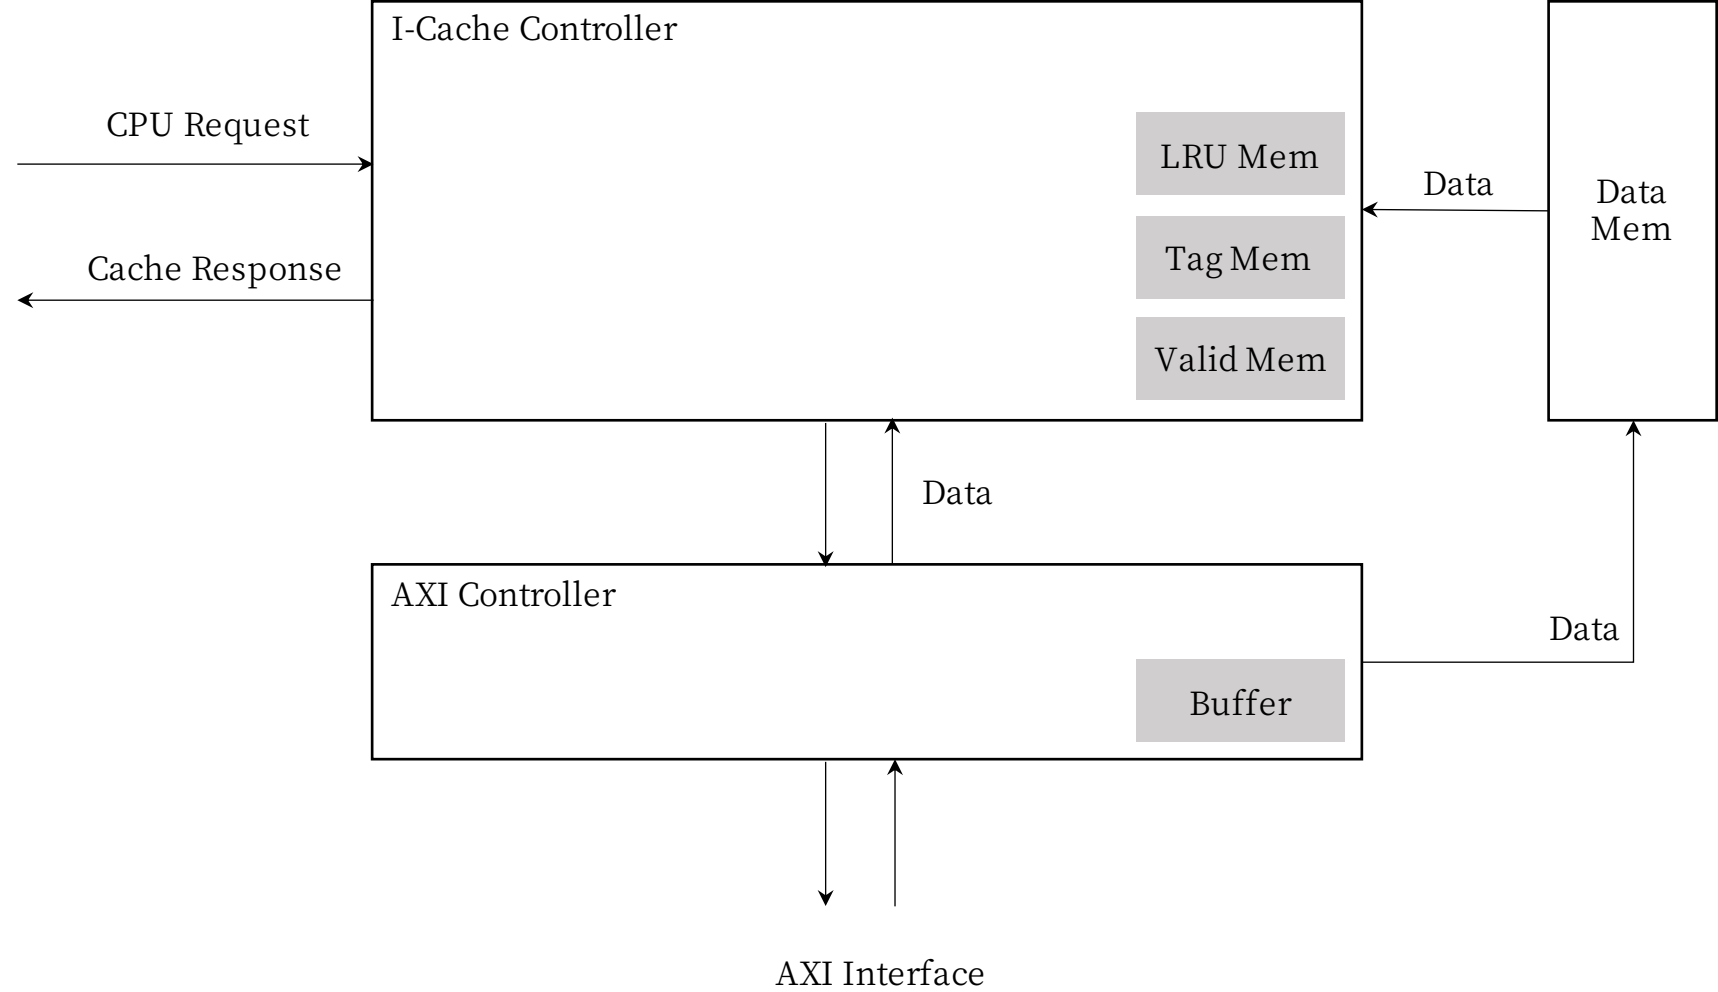 I-Cache Controller
CPU Request
LRU Mem
Data
Data
Mem
Tag Mem
Cache Response
Valid Mem
Data
AXI Controller
Data
Buffer
AXI Interface